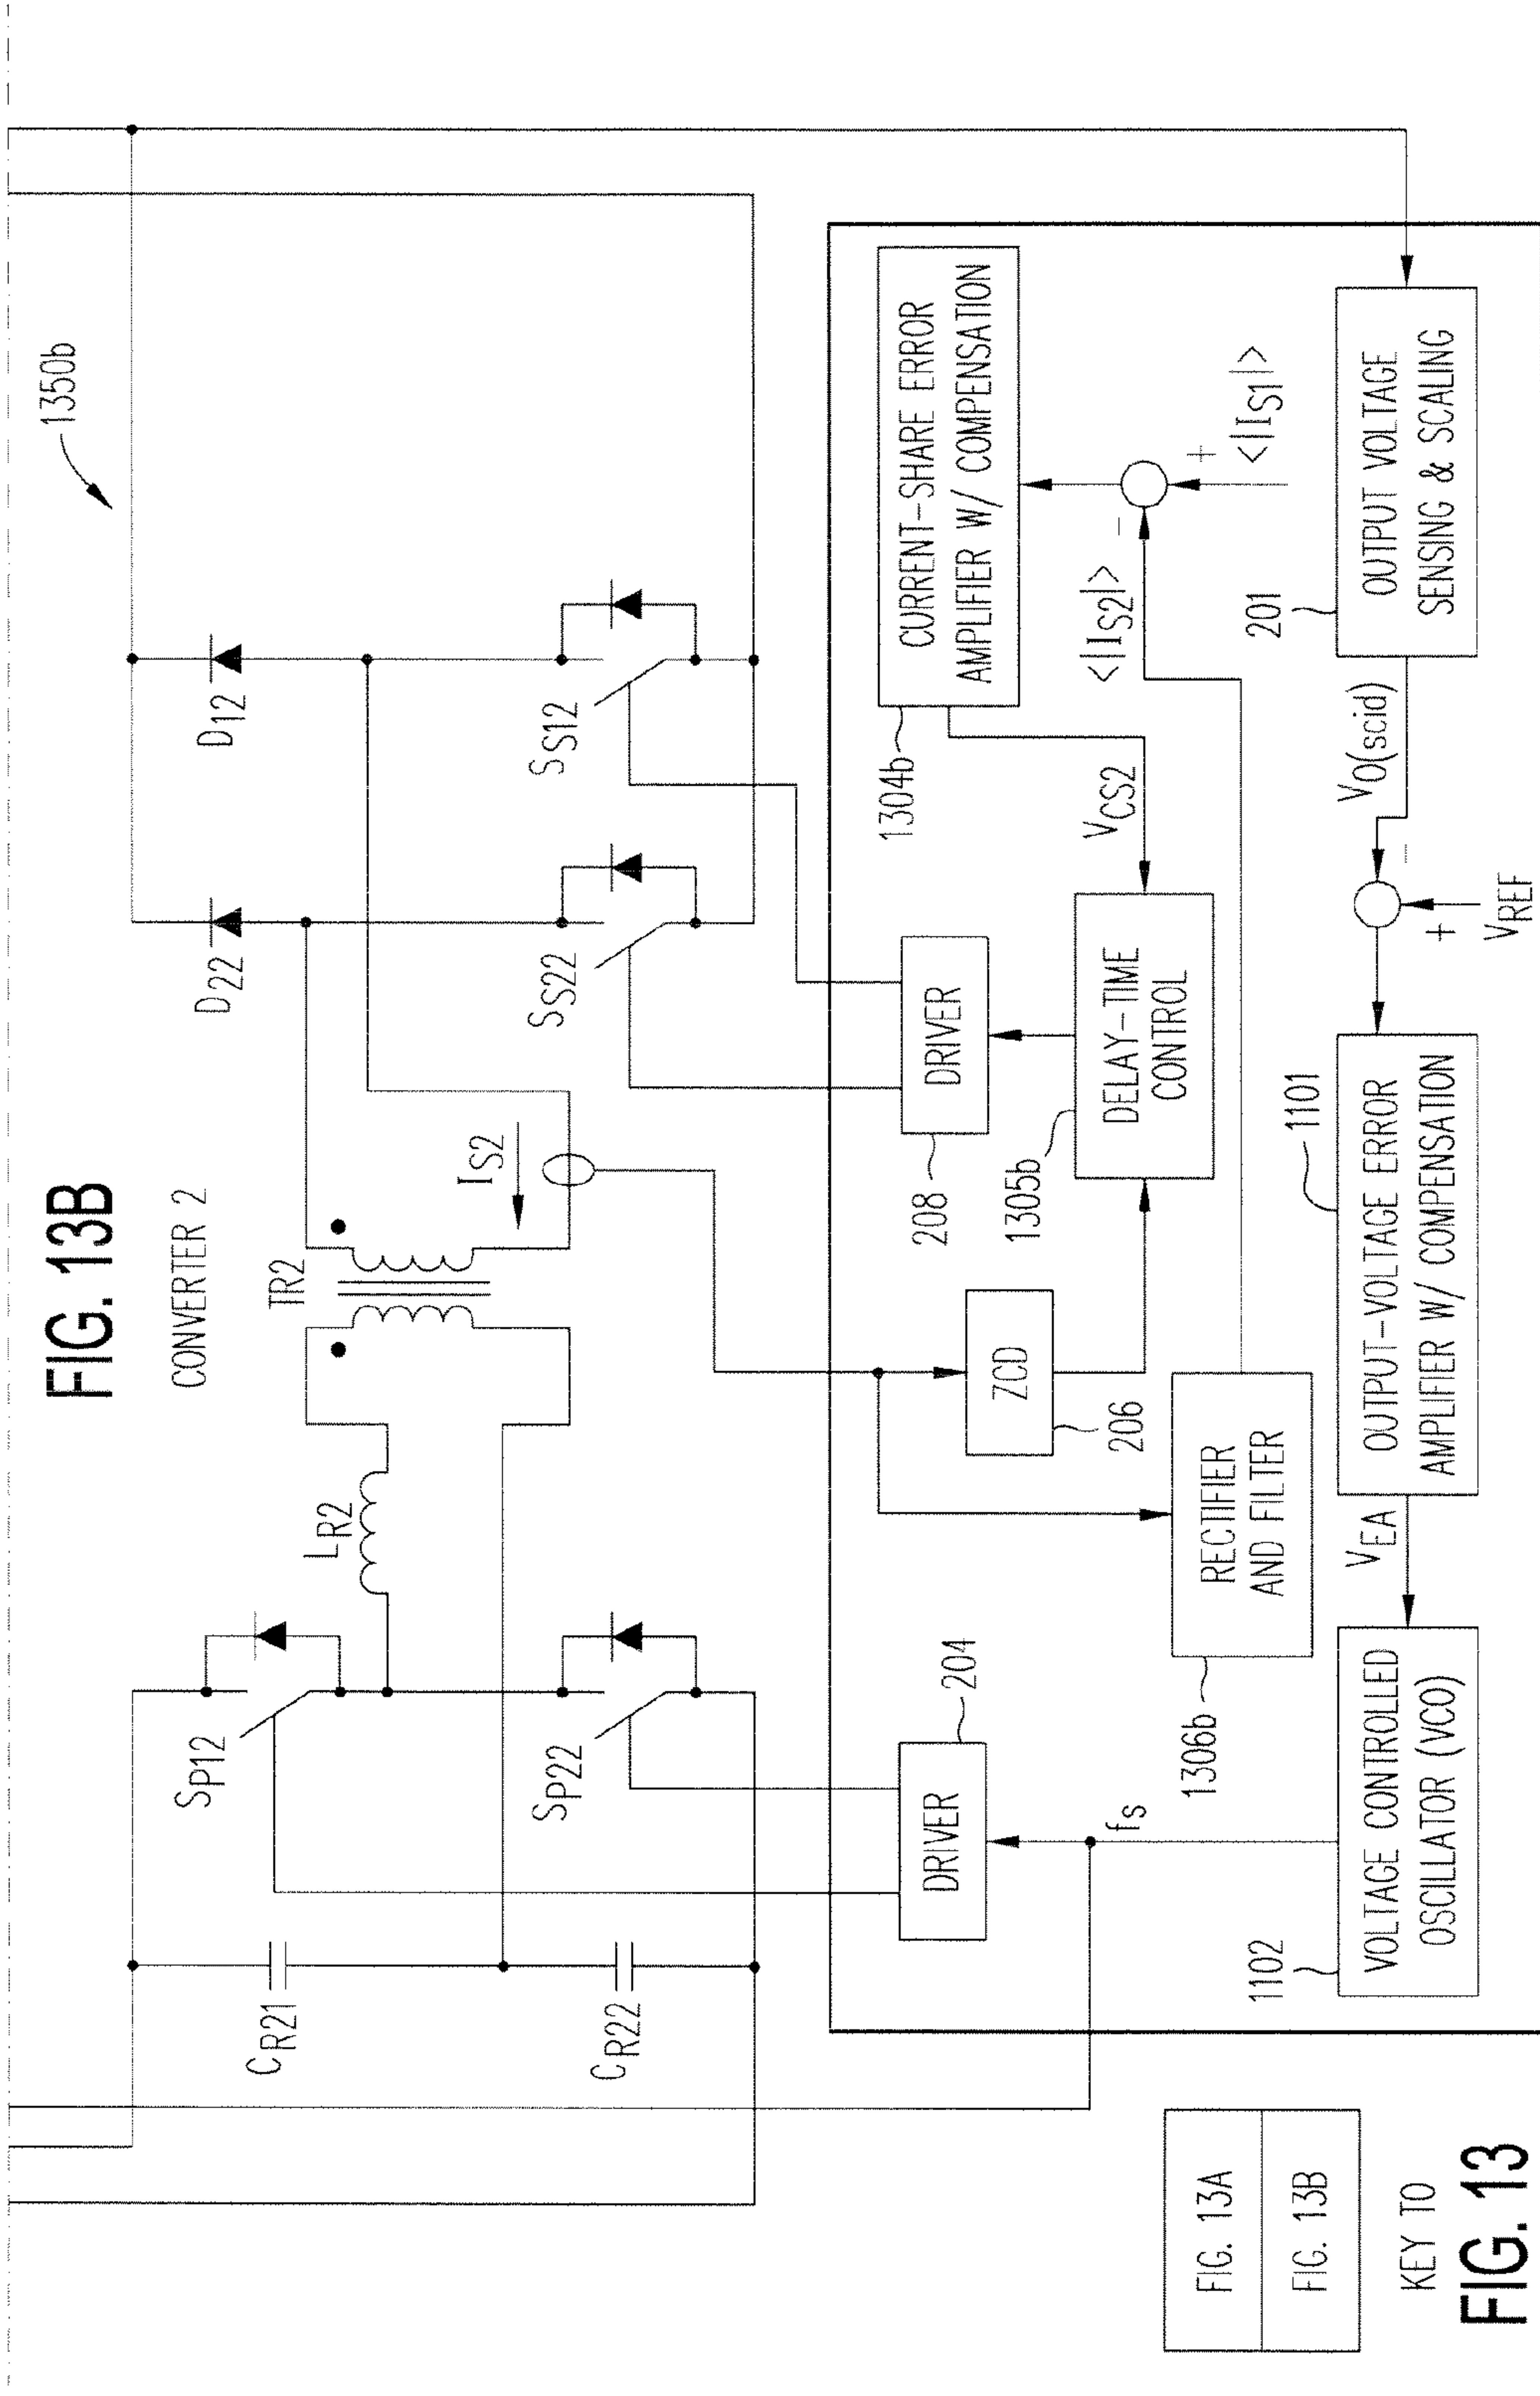 FIG. 13B
CONVERTER 2
1350b
CR21
CR22
SP12
SP22
LR2
TR2
IS2
D22
D12
SS22
SS12
DRIVER
204
fs
ZCD
206
DRIVER
208
RECTIFIER
AND FILTER
1306b
DELAY-TIME
CONTROL
1305b
VCS2
CURRENT-SHARE ERROR
AMPLIFIER W/ COMPENSATION
1304b
<|IS2|>
-
+
<|IS1|>
VOLTAGE CONTROLLED
OSCILLATOR (VCO)
1102
VEA
OUTPUT-VOLTAGE ERROR
AMPLIFIER W/ COMPENSATION
1101
+
VREF
-
VO(scid)
OUTPUT VOLTAGE
SENSING & SCALING
201
FIG. 13A
FIG. 13B
KEY TO
FIG. 13